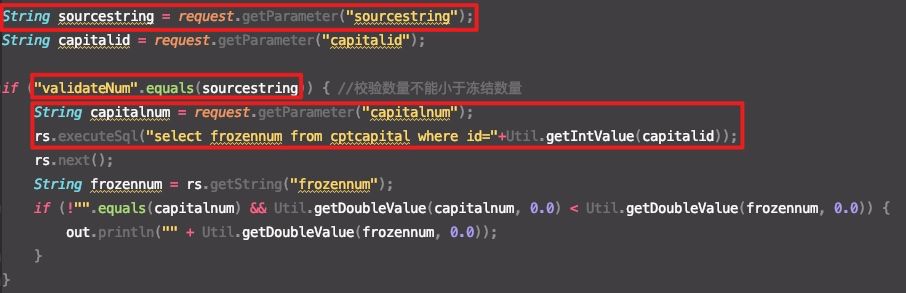 String sourcestring = request.getParameter("sourcestring");
String capitalid = request.getParameter("capitalid");
if ("validateNum".equals(sourcestring)) { //校验数量不能小于冻结数量
String capitalnum = request.getParameter("capitalnum");
rs.executeSql("select frozennum from cptcapital where id="+Util.getIntValue(capitalid));
rs.next();
String frozennum = rs.getString("frozennum");
if (!"".equals(capitalnum) && Util.getDoubleValue(capitalnum, 0.0) < Util.getDoubleValue(frozennum, 0.0)) {
out.println("" + Util.getDoubleValue(frozennum, 0.0));
}
}